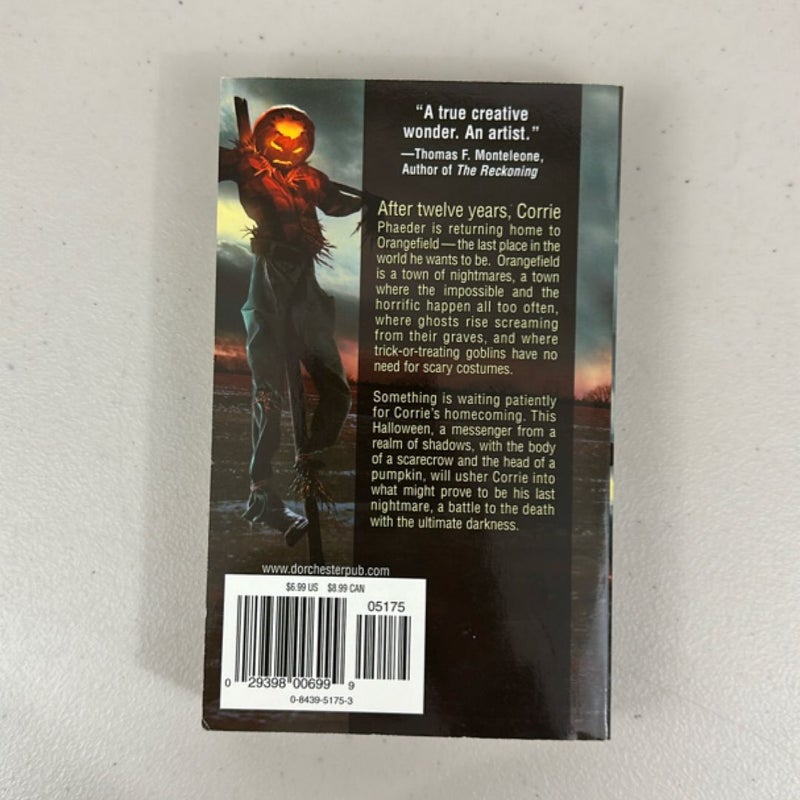 “A true creative
wonder. An artist.”
—Thomas F. Monteleone,
Author of The Reckoning
After twelve years, Corrie
Phaeder is returning home to
Orangefield — the last place in the
world he wants to be. Orangefield
is a town of nightmares, a town
where the impossible and the
horrific happen all too often,
where ghosts rise screaming
from their graves, and where
trick-or-treating goblins have no
need for scary costumes.
Something is waiting patiently
for Corrie's homecoming. This
Halloween, a messenger from a
realm of shadows, with the body
of a scarecrow and the head of a
pumpkin, will usher Corrie into
what might prove to be his last
nightmare, a battle to the death
with the ultimate darkness.
www.dorchesterpub.com
$6.99 US $8.99 CAN
05175
0 29398 00699 9
0-8439-5175-3